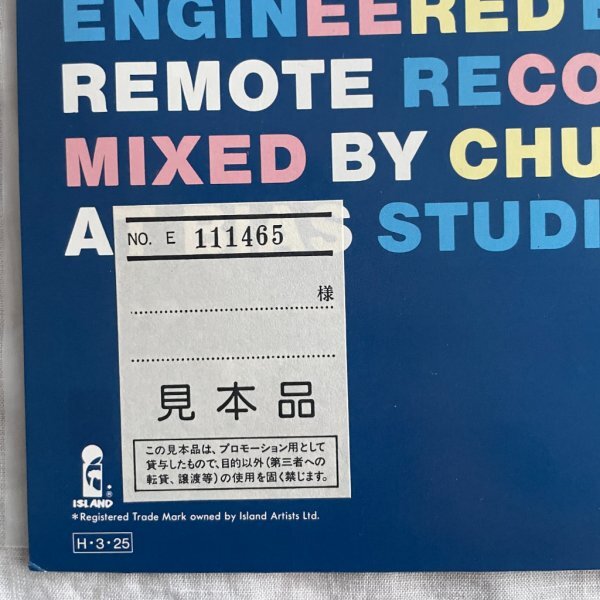 ENGINEERED
REMOTE RECO
MIXED BY CHU
A S STUDI
NO. E 111465
様
見本品
この見本品は、プロモーション用として
貸与したもので、目的以外(第三者への
転貸、譲渡等)の使用を固く禁じます。
ISLAND®
*Registered Trade Mark owned by Island Artists Ltd.
H・3・25